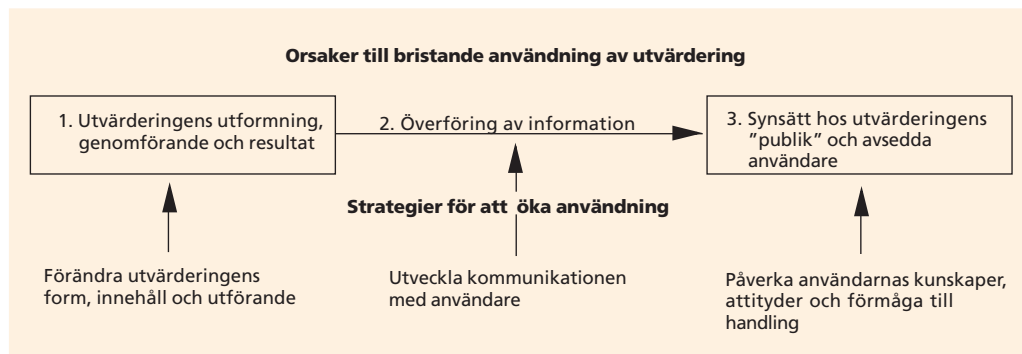 Orsaker till bristande användning av utvärdering
1. Utvärderingens utformning,
genomförande och resultat
2. Överföring av information
3. Synsätt hos utvärderingens
”publik” och avsedda
användare
Strategier för att öka användning
Förändra utvärderingens
form, innehåll och utförande
Utveckla kommunikationen
med användare
Påverka användarnas kunskaper,
attityder och förmåga till
handling